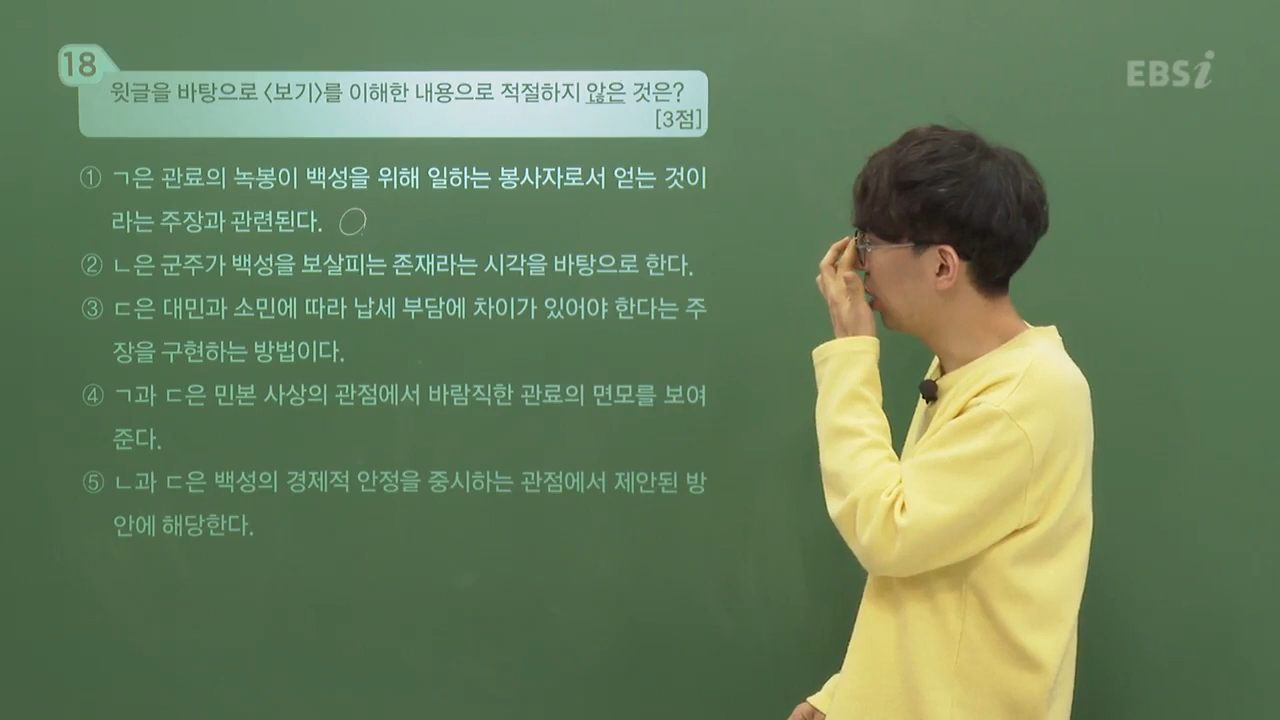 18
EBSi
윗글을 바탕으로 〈보기〉를 이해한 내용으로 적절하지 않은 것은?
[3점]
① ㄱ은 관료의 녹봉이 백성을 위해 일하는 봉사자로서 얻는 것이
라는 주장과 관련된다.
② ㄴ은 군주가 백성을 보살피는 존재라는 시각을 바탕으로 한다.
③ ㄷ은 대민과 소민에 따라 납세 부담에 차이가 있어야 한다는 주
장을 구현하는 방법이다.
④ ㄱ과 ㄷ은 민본 사상의 관점에서 바람직한 관료의 면모를 보여
준다.
⑤ ㄴ과 ㄷ은 백성의 경제적 안정을 중시하는 관점에서 제안된 방
안에 해당한다.